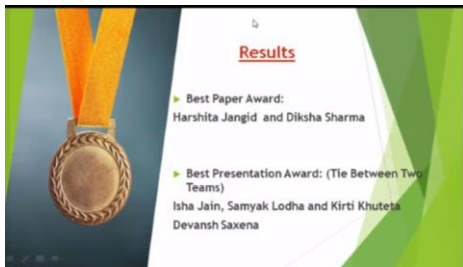 Results
Best Paper Award:
Harshita Jangid and Diksha Sharma
Best Presentation Award: (Tie Between Two
Teams)
Isha Jain, Samyak Lodha and Kirti Khuteta
Devansh Saxena